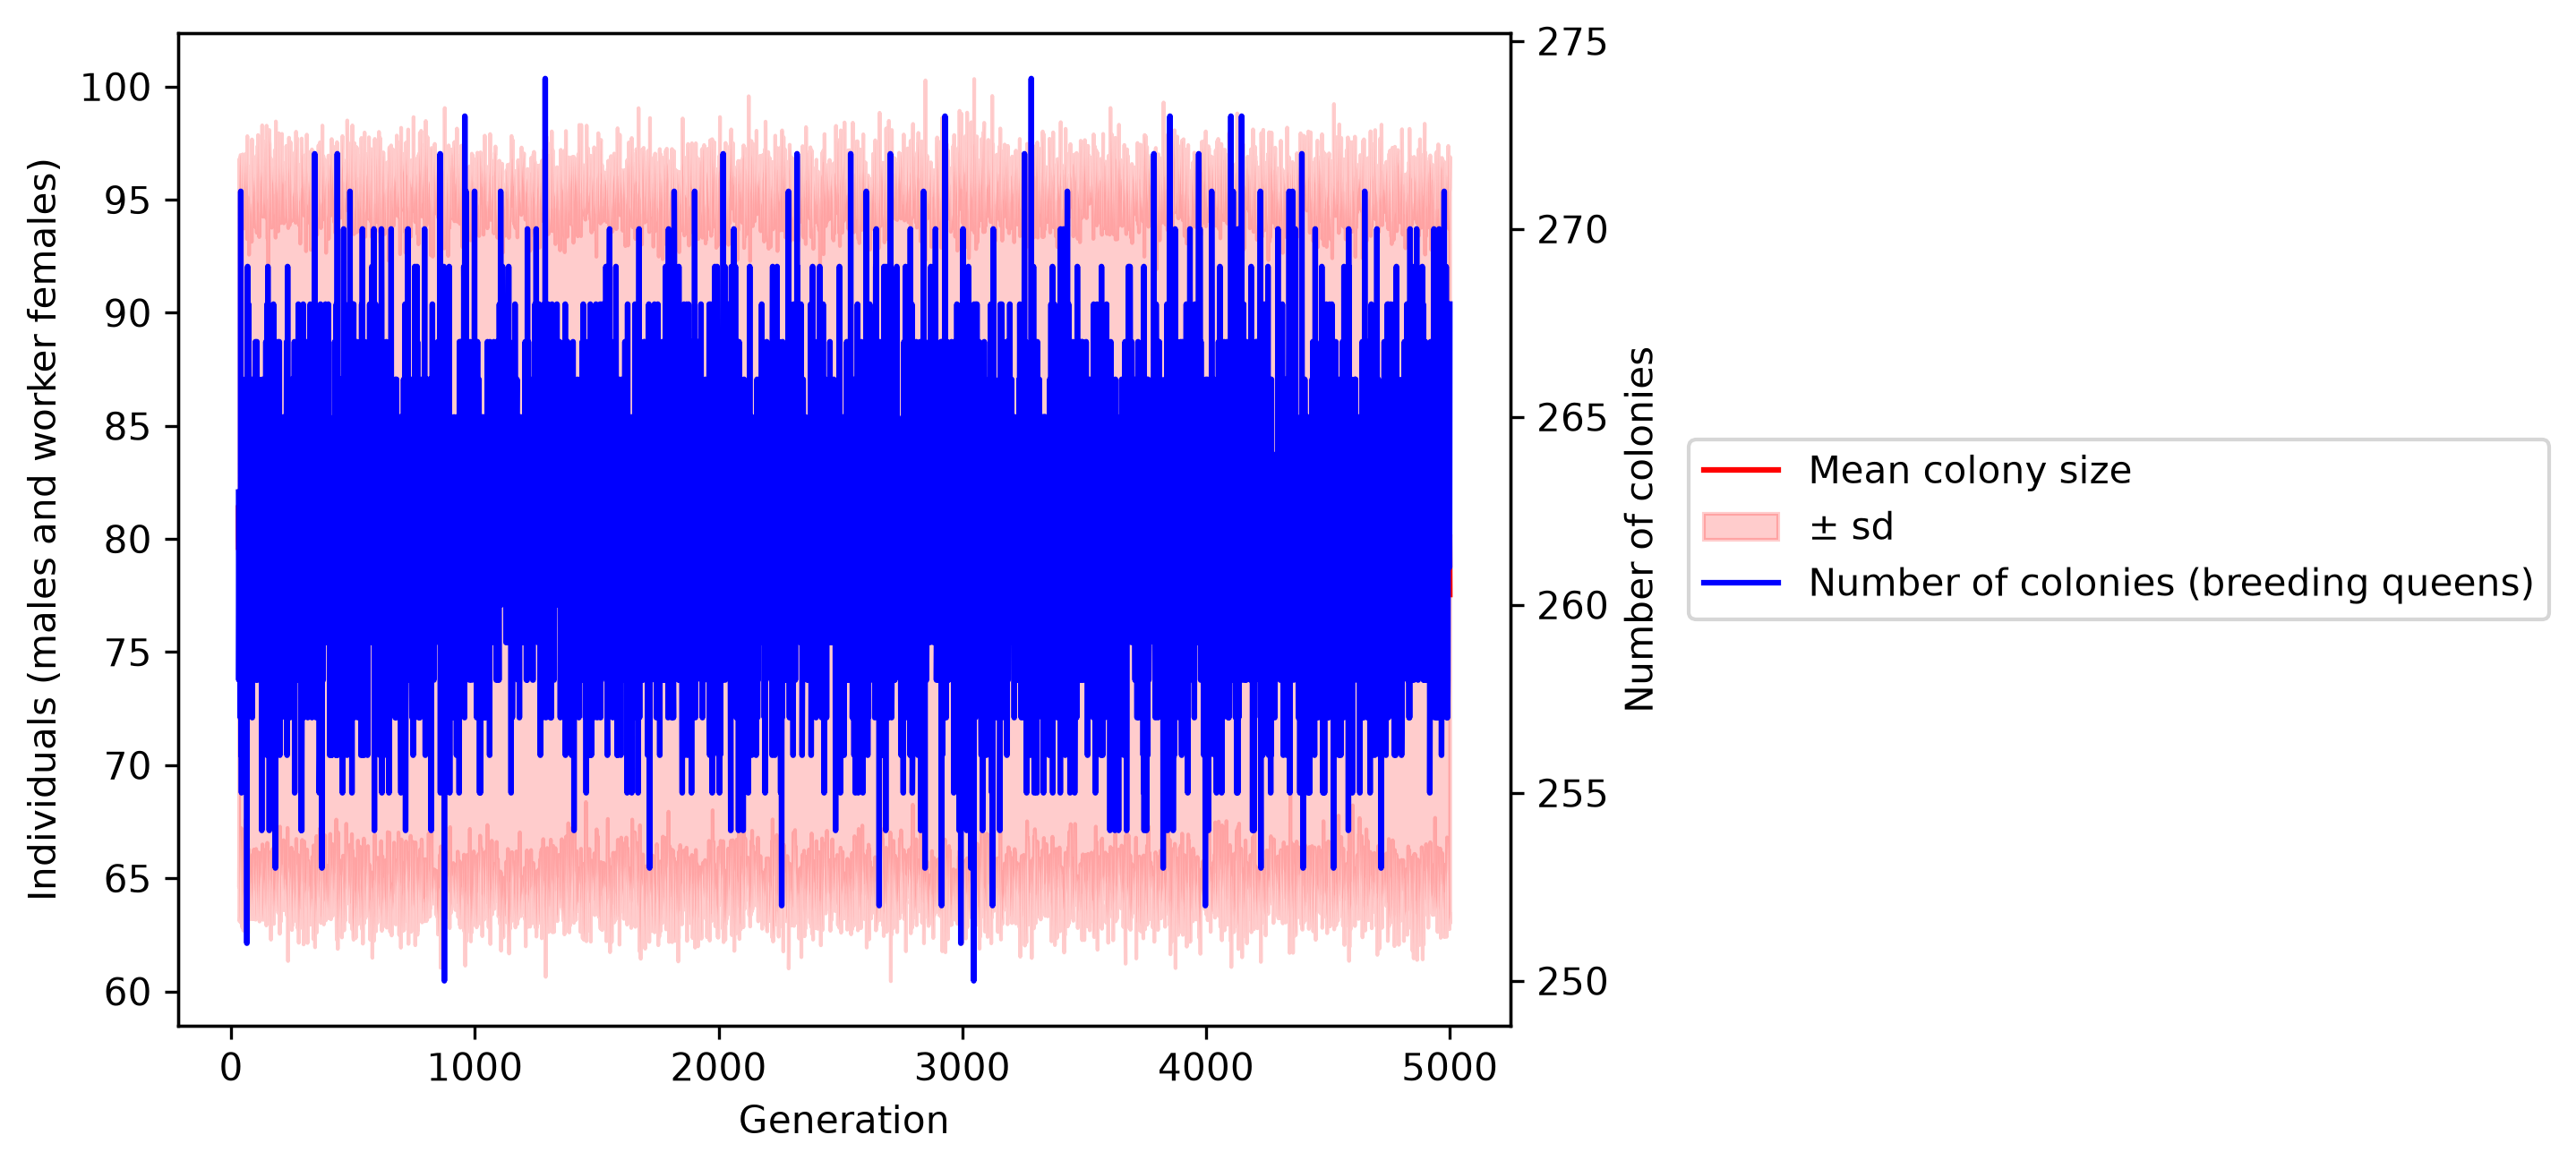 Individuals (males and worker females)
100
95
90
85
80
75
70
65
60
0 1000 2000 3000 4000 5000
Generation
275
270
265
260
255
250
Number of colonies
Mean colony size
± sd
Number of colonies (breeding queens)